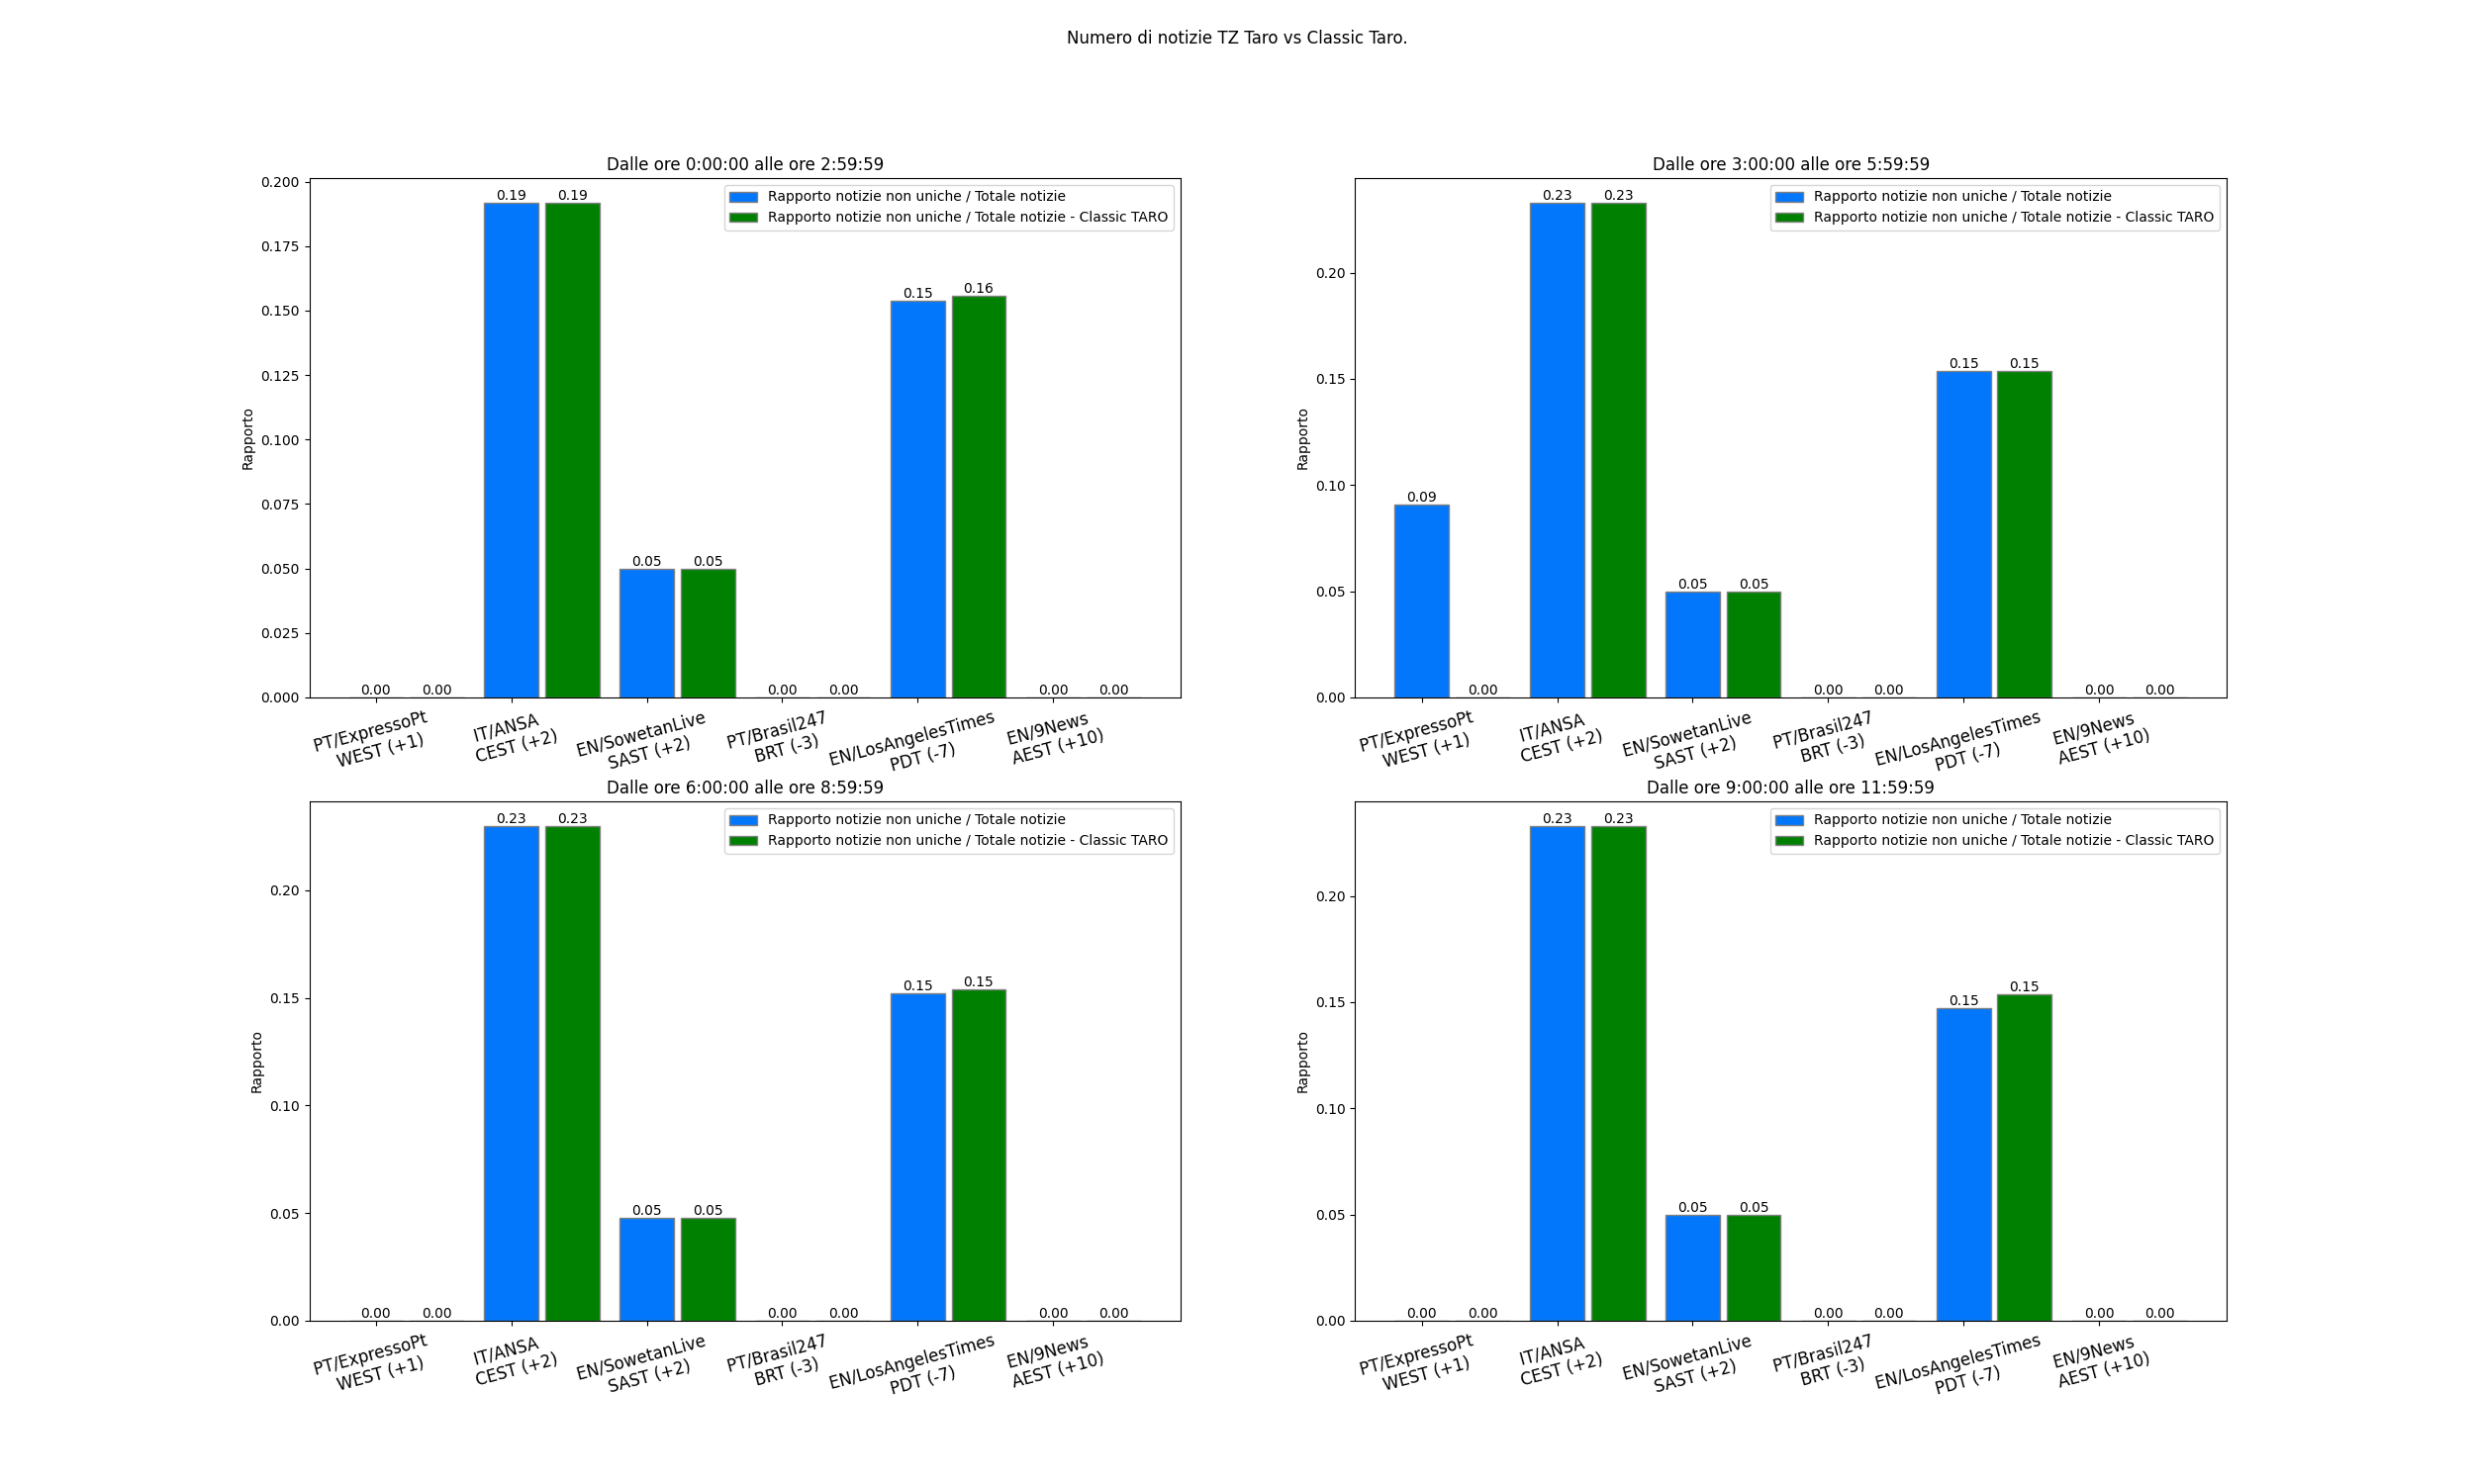 Numero di notizie TZ Taro vs Classic Taro.
Dalle ore 0:00:00 alle ore 2:59:59
Rapporto notizie non uniche / Totale notizie
Rapporto notizie non uniche / Totale notizie - Classic TARO
Rapporto
0.200
0.175
0.150
0.125
0.100
0.075
0.050
0.025
0.000
0.00 0.00 0.19 0.19 0.05 0.05 0.00 0.00 0.15 0.16 0.00 0.00
PT/ExpressoPt
WEST (+1)
IT/ANSA
CEST (+2)
EN/SowetanLive
SAST (+2)
PT/Brasil247
BRT (-3)
EN/LosAngelesTimes
PDT (-7)
EN/9News
AEST (+10)
Dalle ore 3:00:00 alle ore 5:59:59
Rapporto notizie non uniche / Totale notizie
Rapporto notizie non uniche / Totale notizie - Classic TARO
Rapporto
0.20
0.15
0.10
0.05
0.00
0.09 0.00 0.23 0.23 0.05 0.05 0.00 0.00 0.15 0.15 0.00 0.00
PT/ExpressoPt
WEST (+1)
IT/ANSA
CEST (+2)
EN/SowetanLive
SAST (+2)
PT/Brasil247
BRT (-3)
EN/LosAngelesTimes
PDT (-7)
EN/9News
AEST (+10)
Dalle ore 6:00:00 alle ore 8:59:59
Rapporto notizie non uniche / Totale notizie
Rapporto notizie non uniche / Totale notizie - Classic TARO
Rapporto
0.20
0.15
0.10
0.05
0.00
0.00 0.00 0.23 0.23 0.05 0.05 0.00 0.00 0.15 0.15 0.00 0.00
PT/ExpressoPt
WEST (+1)
IT/ANSA
CEST (+2)
EN/SowetanLive
SAST (+2)
PT/Brasil247
BRT (-3)
EN/LosAngelesTimes
PDT (-7)
EN/9News
AEST (+10)
Dalle ore 9:00:00 alle ore 11:59:59
Rapporto notizie non uniche / Totale notizie
Rapporto notizie non uniche / Totale notizie - Classic TARO
Rapporto
0.20
0.15
0.10
0.05
0.00
0.00 0.00 0.23 0.23 0.05 0.05 0.00 0.00 0.15 0.15 0.00 0.00
PT/ExpressoPt
WEST (+1)
IT/ANSA
CEST (+2)
EN/SowetanLive
SAST (+2)
PT/Brasil247
BRT (-3)
EN/LosAngelesTimes
PDT (-7)
EN/9News
AEST (+10)